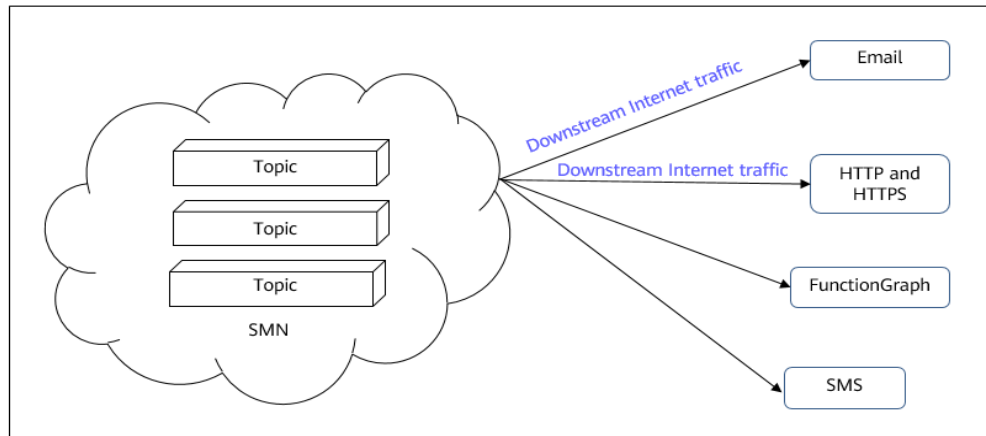 Email
Downstream Internet traffic
Topic
Downstream Internet traffic
HTTP and
HTTPS
Topic
Topic
FunctionGraph
SMN
SMS